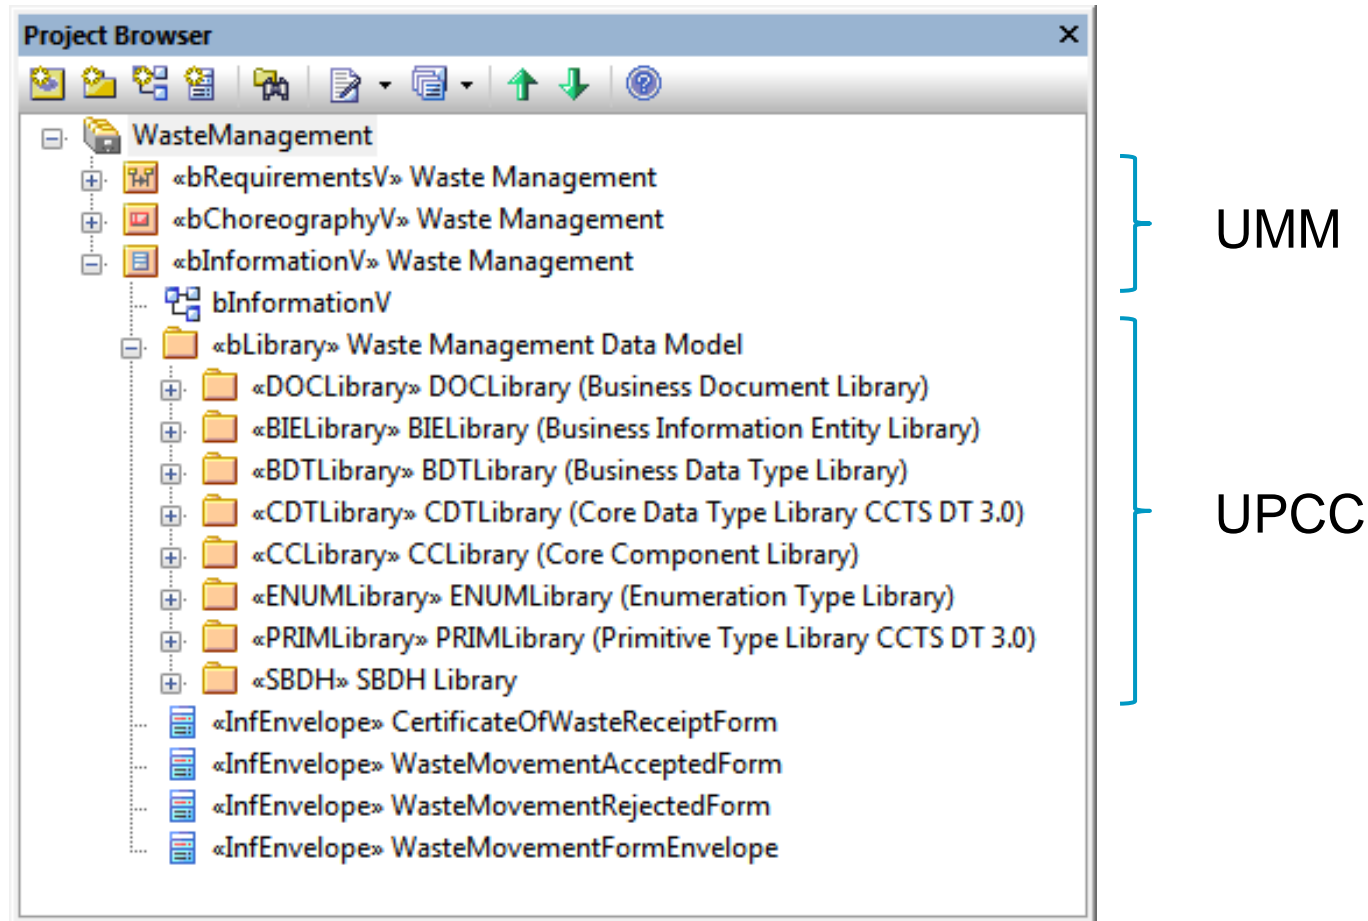 Project Browser
WasteManagement
«bRequirementsV» Waste Management
«bChoreographyV» Waste Management
UMM
«bInformationV» Waste Management
bInformationV
«bLibrary» Waste Management Data Model
«DOCLibrary» DOCLibrary (Business Document Library)
«BIELibrary» BIELibrary (Business Information Entity Library)
«BDTLibrary» BDTLibrary (Business Data Type Library)
«CDTLibrary» CDTLibrary (Core Data Type Library CCTS DT 3.0)
UPCC
«CCLibrary» CCLibrary (Core Component Library)
«ENUMLibrary» ENUMLibrary (Enumeration Type Library)
«PRIMLibrary» PRIMLibrary (Primitive Type Library CCTS DT 3.0)
«SBDH» SBDH Library
«InfEnvelope» CertificateOfWasteReceiptForm
«InfEnvelope» WasteMovementAcceptedForm
«InfEnvelope» WasteMovementRejectedForm
«InfEnvelope» WasteMovementFormEnvelope